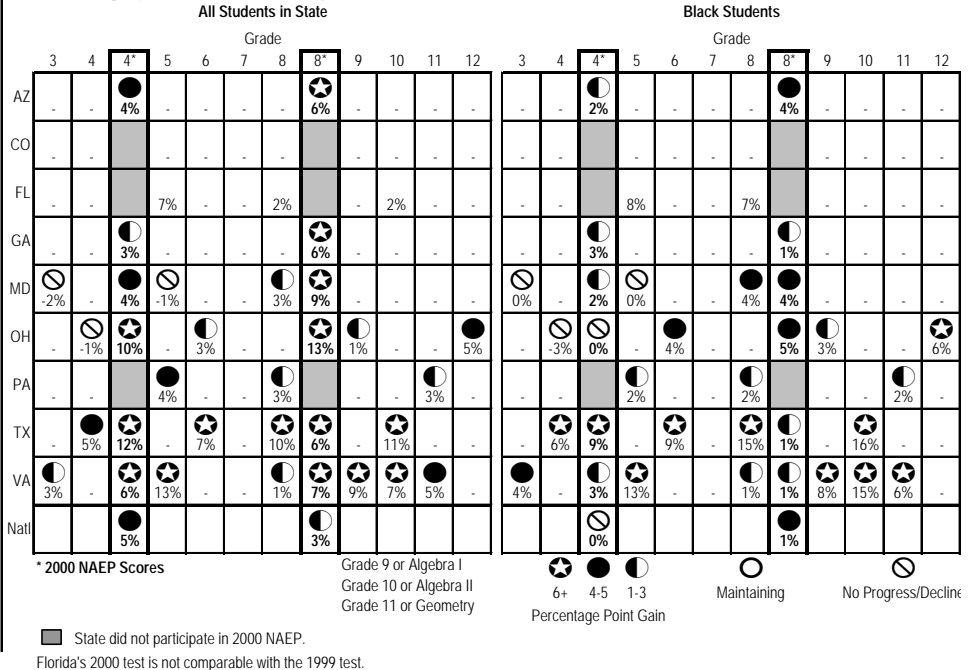 All Students in State Black Students
Grade Grade
3 4 4* 5 6 7 8 8* 9 10 11 12 3 4 4* 5 6 7 8 8* 9 10 11 12
AZ - - 4% - - - - 6% - - - - - - 2% - - - - 4% - - - -
CO - - - - - - - - - - - - - - - - - - - -
FL - - 7% - - 2% - 2% - - - - 8% - - 7% - - - -
GA - - 3% - - - - 6% - - - - - - 3% - - - - 1% - - - -
MD -2% - 4% -1% - - 3% 9% - - - - 0% - 2% 0% - - 4% 4% - - - -
OH - -1% 10% - 3% - - 13% 1% - - 5% - -3% 0% - 4% - - 5% 3% - - 6%
PA - - 4% - - 3% - - 3% - - - 2% - - 2% - - 2% -
TX - 5% 12% - 7% - 10% 6% - 11% - - - 6% 9% - 9% - 15% 1% - 16% - -
VA 3% - 6% 13% - - 1% 7% 9% 7% 5% - 4% - 3% 13% - - 1% 1% 8% 15% 6% -
Natl 5% 3% 0% 1%
* 2000 NAEP Scores
Grade 9 or Algebra I
Grade 10 or Algebra II
Grade 11 or Geometry
6+ 4-5 1-3 Maintaining No Progress/Decline
Percentage Point Gain
State did not participate in 2000 NAEP.
Florida's 2000 test is not comparable with the 1999 test.